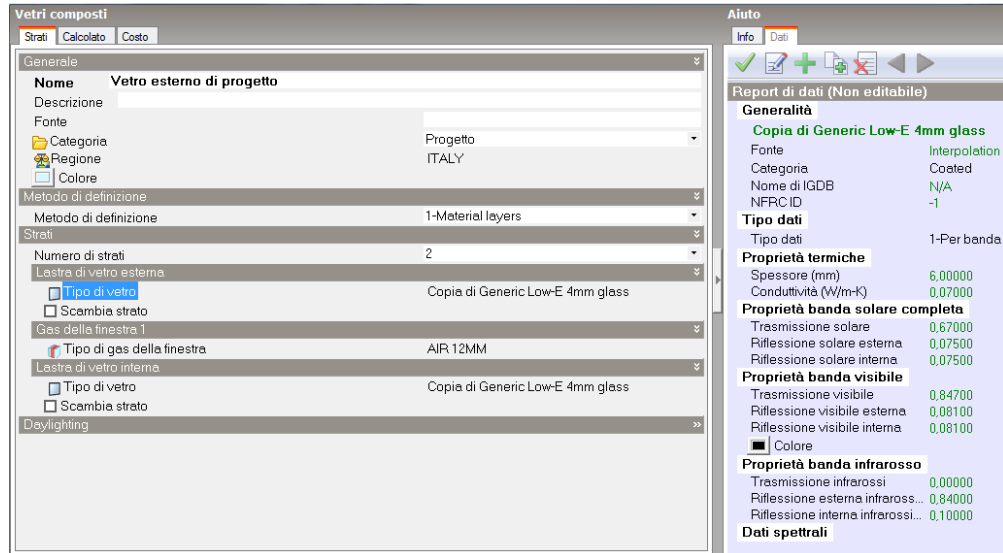 Vetri composti
Strati Calcolato Costo
Generale
Nome Vetro esterno di progetto
Descrizione
Fonte
Categoria Progetto
Regione ITALY
Colore
Metodo di definizione
Metodo di definizione 1-Material layers
Strati
Numero di strati 2
Lastra di vetro esterna
Tipo di vetro Copia di Generic Low-E 4mm glass
Scambia strato
Gas della finestra 1
Tipo di gas della finestra AIR 12MM
Lastra di vetro interna
Tipo di vetro Copia di Generic Low-E 4mm glass
Scambia strato
Daylighting
Aiuto
Info Dati
Report di dati (Non editabile)
Generalità
Copia di Generic Low-E 4mm glass
Fonte Interpolation
Categoria Coated
Nome di IGDB N/A
NFRC ID -1
Tipo dati
Tipo dati 1-Per banda
Proprietà termiche
Spessore (mm) 6,00000
Conduttività (W/m-K) 0,07000
Proprietà banda solare completa
Trasmissione solare 0,67000
Riflessione solare esterna 0,07500
Riflessione solare interna 0,07500
Proprietà banda visibile
Trasmissione visibile 0,84700
Riflessione visibile esterna 0,08100
Riflessione visibile interna 0,08100
Colore
Proprietà banda infrarosso
Trasmissione infrarossi 0,00000
Riflessione esterna infraross... 0,84000
Riflessione interna infrarossi... 0,10000
Dati spettrali